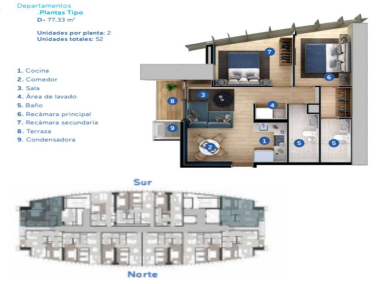 Departamentos
.Plantas Tipo
D- 77.33 m²
Unidades por planta: 2
Unidades totales: 52
1. Cocina
2. Comedor
3. Sala
4. Área de lavado
5. Baño
6. Recámara principal
7. Recámara secundaria
8. Terraza
9. Condensadora
7
6
8
3
4
9
2
1
5
5
Sur
Norte